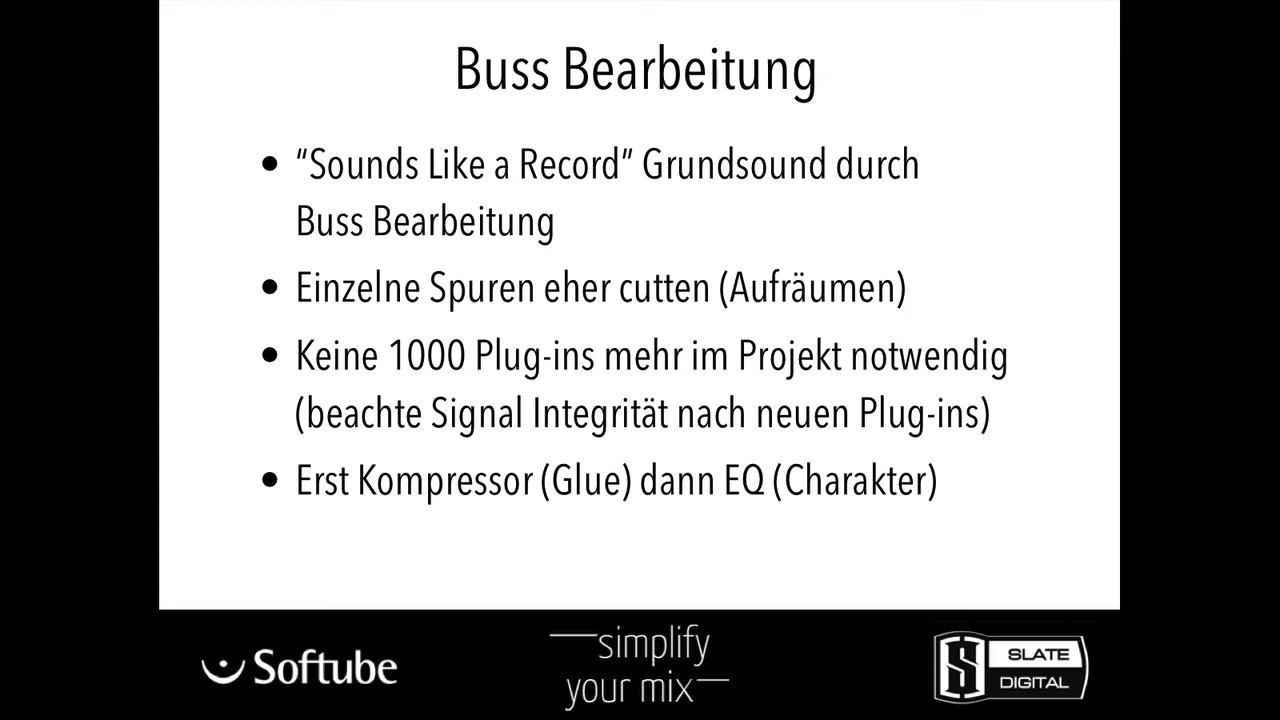 Buss Bearbeitung
• “Sounds Like a Record” Grundsound durch
Buss Bearbeitung
• Einzelne Spuren eher cutten (Aufräumen)
• Keine 1000 Plug-ins mehr im Projekt notwendig
(beachte Signal Integrität nach neuen Plug-ins)
• Erst Kompressor (Glue) dann EQ (Charakter)
Softube
simplify
your mix
SLATE
DIGITAL